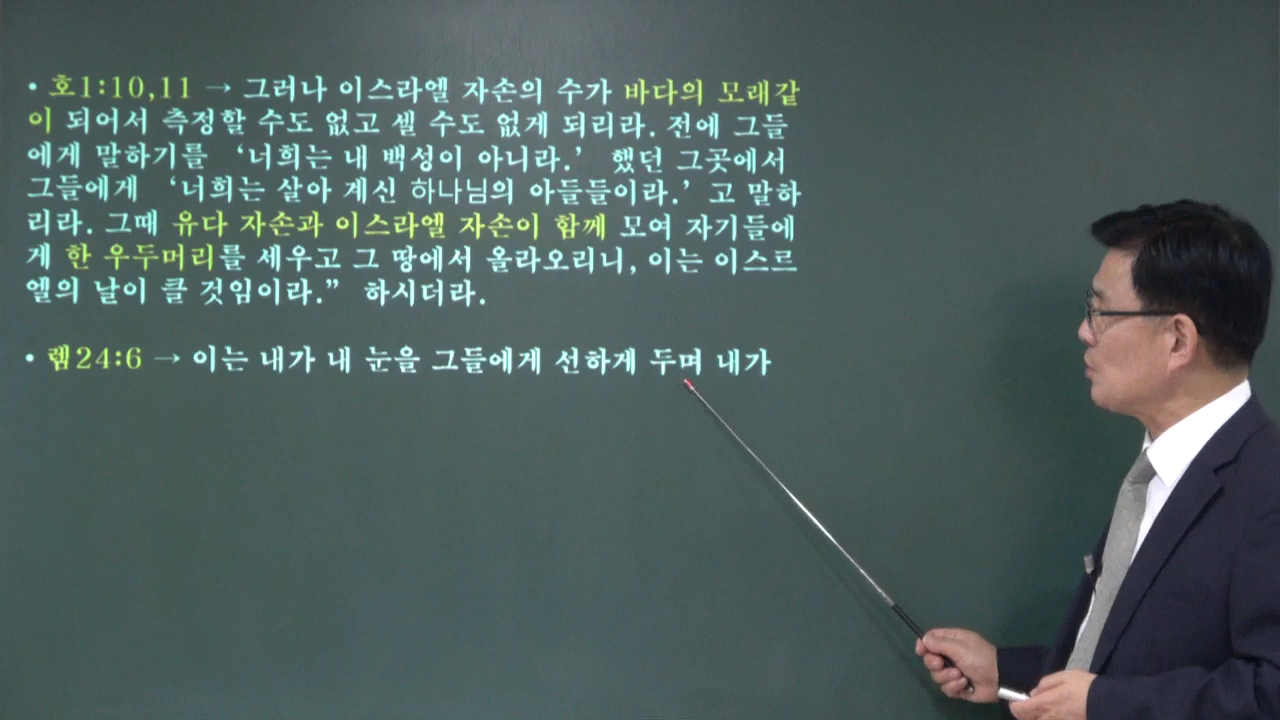 • 호1:10,11 → 그러나 이스라엘 자손의 수가 바다의 모래같
이 되어서 측정할 수도 없고 셀 수도 없게 되리라. 전에 그들
에게 말하기를 ‘너희는 내 백성이 아니라.’ 했던 그곳에서
그들에게 ‘너희는 살아 계신 하나님의 아들들이라.’ 고 말하
리라. 그때 유다 자손과 이스라엘 자손이 함께 모여 자기들에
게 한 우두머리를 세우고 그 땅에서 올라오리니, 이는 이스르
엘의 날이 클 것임이라.” 하시더라.
• 렘24:6 → 이는 내가 내 눈을 그들에게 선하게 두며 내가